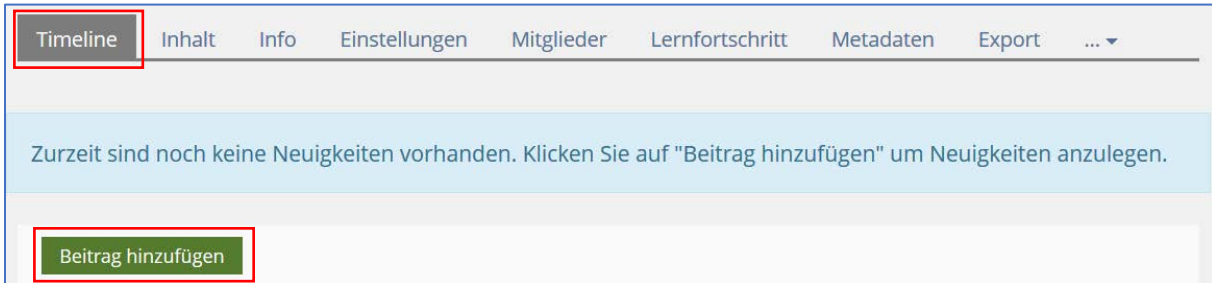 Timeline Inhalt Info Einstellungen Mitglieder Lernfortschritt Metadaten Export ...
Zurzeit sind noch keine Neuigkeiten vorhanden. Klicken Sie auf "Beitrag hinzufügen" um Neuigkeiten anzulegen.
Beitrag hinzufügen